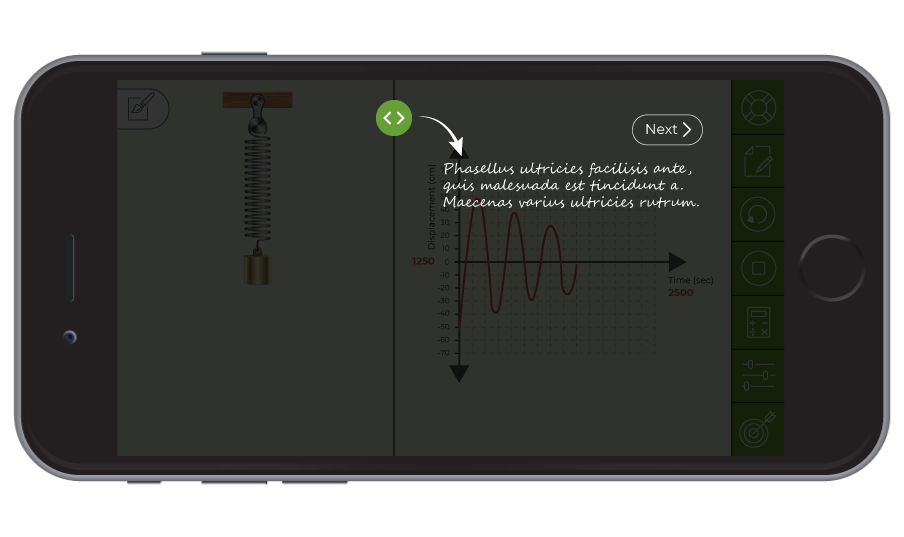 Next
Phasellus ultricies facilisis ante,
quis malesuada est tincidunt a.
Maecenas varius ultricies rutrum.
Displacement (cm)
30
20
10
1250
0
-10
-20
-30
-40
-50
-60
-70
Time (sec)
2500